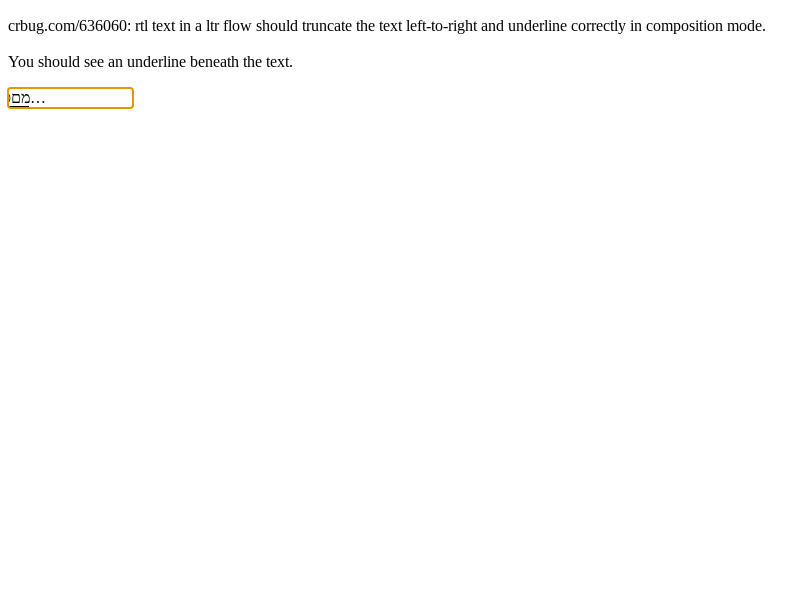 crbug.com/636060: rtl text in a ltr flow should truncate the text left-to-right and underline correctly in composition mode.
You should see an underline beneath the text.
מם…